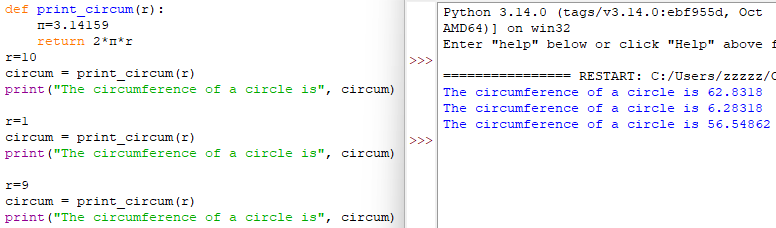 def print_circum(r):
    π=3.14159
    return 2*π*r
r=10
circum = print_circum(r)
print("The circumference of a circle is", circum)
r=1
circum = print_circum(r)
print("The circumference of a circle is", circum)
r=9
circum = print_circum(r)
print("The circumference of a circle is", circum)
Python 3.14.0 (tags/v3.14.0:ebf955d, Oct
AMD64)] on win32
Enter "help" below or click "Help" above f
>>>
================ RESTART: C:/Users/zzzzz/
The circumference of a circle is 62.8318
The circumference of a circle is 6.28318
The circumference of a circle is 56.54862
>>>